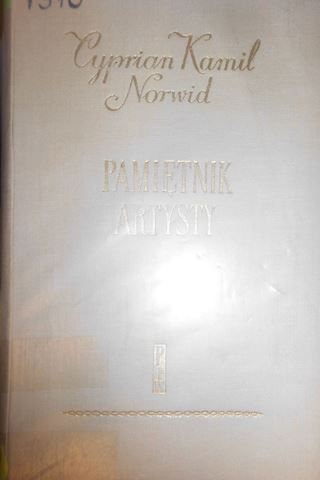 Cyprian Kamil
Norwid
PAMIĘTNIK
ARTYSTY